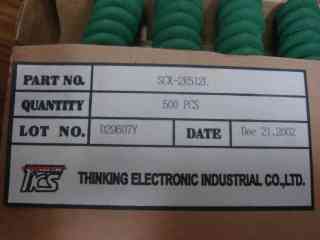 PART NO. SCK-2R512L
QUANTITY 500 PCS
LOT NO. D29607Y DATE Dec 21.2002
TKS THINKING ELECTRONIC INDUSTRIAL CO.,LTD.